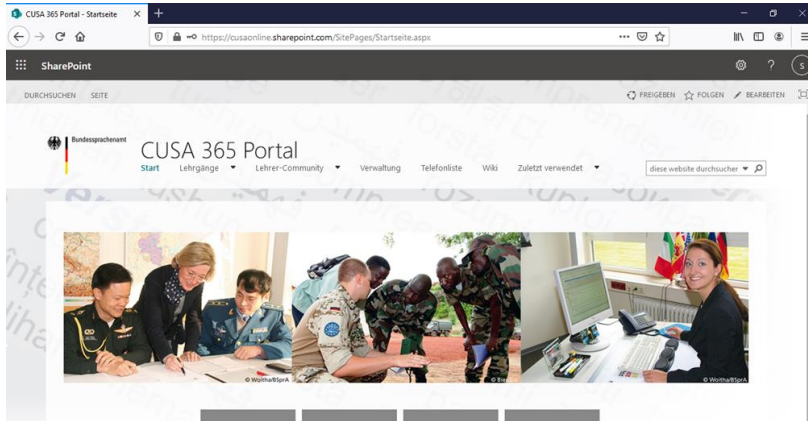 CUSA 365 Portal - Startseite
https://cusaonline.sharepoint.com/SitePages/Startseite.aspx
SharePoint
?
S
DURCHSUCHEN SEITE
FREIGEBEN FOLGEN BEARBEITEN
Bundessprachenamt
CUSA 365 Portal
Start Lehrgänge Lehrer-Community Verwaltung Telefonliste Wiki Zuletzt verwendet
diese website durchsucher
© Woitha/BSprA
© Woitha/BSprA